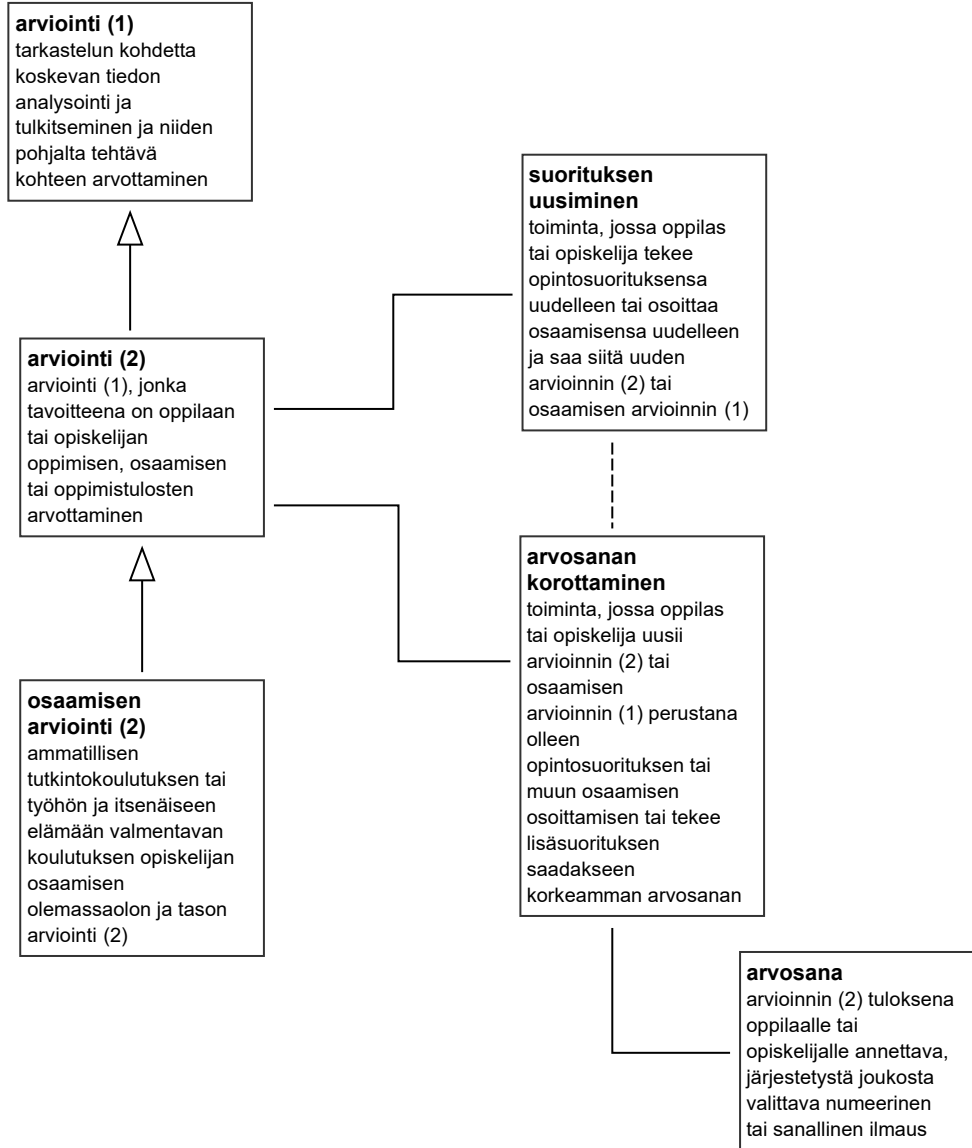 arviointi (1)
tarkastelun kohdetta
koskevan tiedon
analysointi ja
tulkitseminen ja niiden
pohjalta tehtävä
kohteen arvottaminen
suorituksen
uusiminen
toiminta, jossa oppilas
tai opiskelija tekee
opintosuorituksensa
uudelleen tai osoittaa
osaamisensa uudelleen
ja saa siitä uuden
arvioinnin (2) tai
osaamisen arvioinnin (1)
arviointi (2)
arviointi (1), jonka
tavoitteena on oppilaan
tai opiskelijan
oppimisen, osaamisen
tai oppimistulosten
arvottaminen
arvosanan
korottaminen
toiminta, jossa oppilas
tai opiskelija uusii
arvioinnin (2) tai
osaamisen
arvioinnin (1) perustana
olleen
opintosuorituksen tai
muun osaamisen
osoittamisen tai tekee
lisäsuorituksen
saadakseen
korkeamman arvosanan
osaamisen
arviointi (2)
ammatillisen
tutkintokoulutuksen tai
työhön ja itsenäiseen
elämään valmentavan
koulutuksen opiskelijan
osaamisen
olemassaolon ja tason
arviointi (2)
arvosana
arvioinnin (2) tuloksena
oppilaalle tai
opiskelijalle annettava,
järjestetystä joukosta
valittava numeerinen
tai sanallinen ilmaus